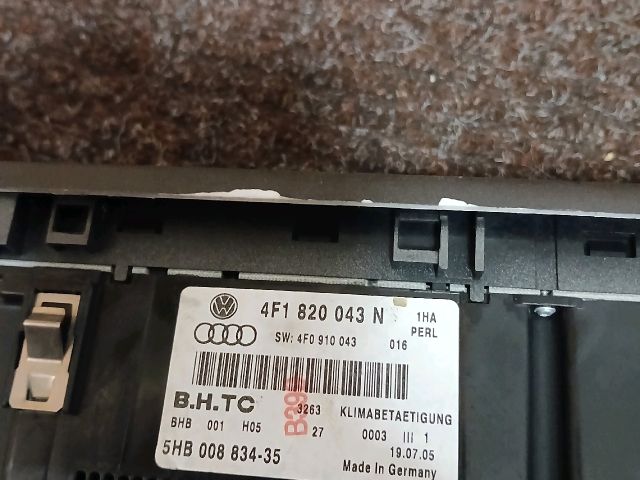 4F1 820 043 N 1HA
SW: 4F0 910 043 016 PERL
B.H.TC 3263 KLIMABETAETIGUNG
BHB 001 H05 27 0003 III 1
5HB 008 834-35 19.07.05
Made in Germany